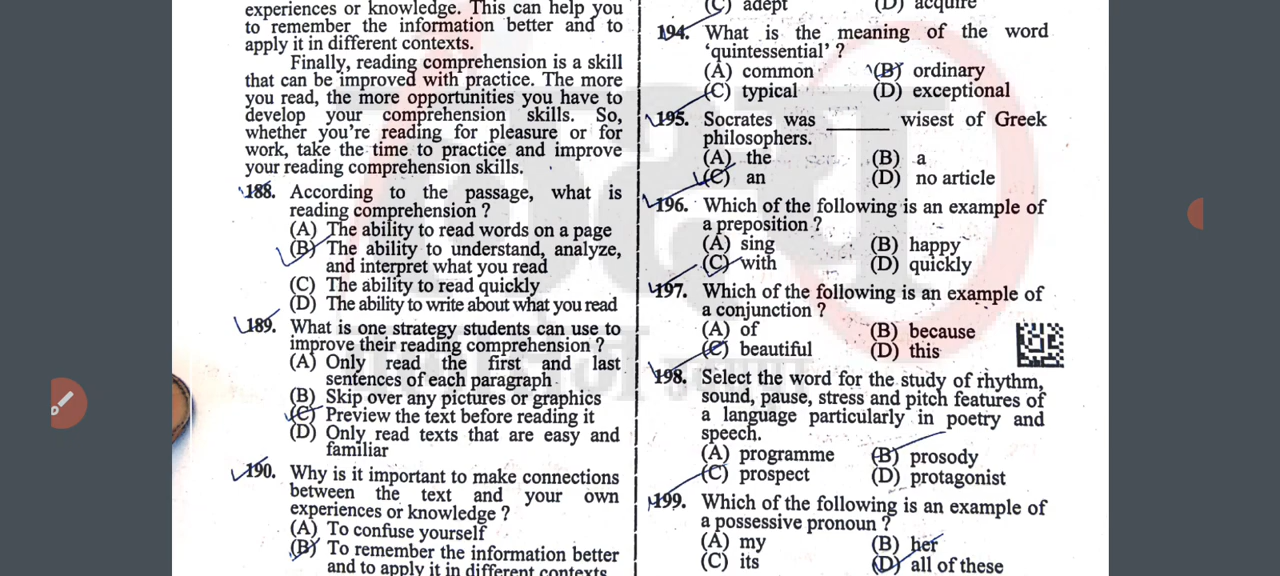 experiences or knowledge. This can help you
to remember the information better and to
apply it in different contexts.
Finally, reading comprehension is a skill
that can be improved with practice. The more
you read, the more opportunities you have to
develop your comprehension skills. So,
whether you're reading for pleasure or for
work, take the time to practice and improve
your reading comprehension skills.
188. According to the passage, what is
reading comprehension ?
(A) The ability to read words on a page
(B) The ability to understand, analyze,
and interpret what you read
(C) The ability to read quickly
(D) The ability to write about what you read
189. What is one strategy students can use to
improve their reading comprehension ?
(A) Only read the first and last
sentences of each paragraph
(B) Skip over any pictures or graphics
(C) Preview the text before reading it
(D) Only read texts that are easy and
familiar
190. Why is it important to make connections
between the text and your own
experiences or knowledge ?
(A) To confuse yourself
(B) To remember the information better
and to apply it in different contexts
(C) adept (D) acquire
194. What is the meaning of the word
'quintessential' ?
(A) common (B) ordinary
(C) typical (D) exceptional
195. Socrates was ______ wisest of Greek
philosophers.
(A) the (B) a
(C) an (D) no article
196. Which of the following is an example of
a preposition ?
(A) sing (B) happy
(C) with (D) quickly
197. Which of the following is an example of
a conjunction ?
(A) of (B) because
(C) beautiful (D) this
198. Select the word for the study of rhythm,
sound, pause, stress and pitch features of
a language particularly in poetry and
speech.
(A) programme (B) prosody
(C) prospect (D) protagonist
199. Which of the following is an example of
a possessive pronoun ?
(A) my (B) her
(C) its (D) all of these